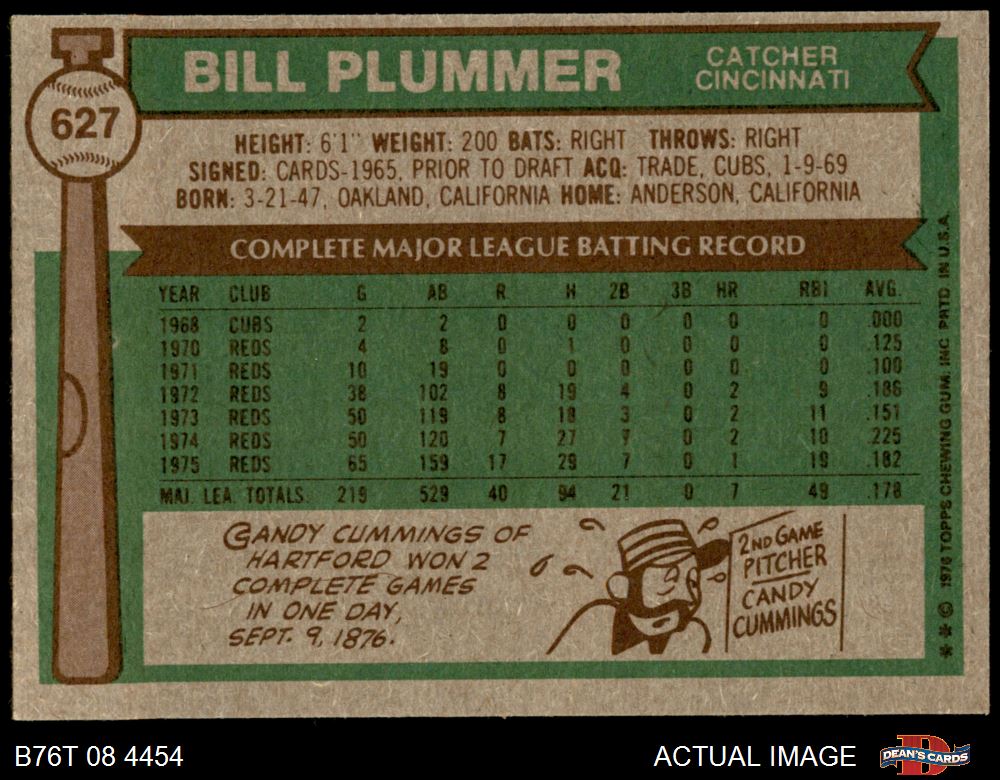 BILL PLUMMER
CATCHER
CINCINNATI
627
HEIGHT: 6'1" WEIGHT: 200 BATS: RIGHT THROWS: RIGHT
SIGNED: CARDS-1965, PRIOR TO DRAFT ACQ: TRADE, CUBS, 1-9-69
BORN: 3-21-47, OAKLAND, CALIFORNIA HOME: ANDERSON, CALIFORNIA
COMPLETE MAJOR LEAGUE BATTING RECORD
YEAR CLUB G AB R H 2B 3B HR RBI AVG.
1968 CUBS 2 2 0 0 0 0 0 0 .000
1970 REDS 4 8 0 1 0 0 0 0 .125
1971 REDS 10 19 0 0 0 0 0 0 .100
1972 REDS 38 102 8 19 4 0 2 9 .186
1973 REDS 50 119 8 18 3 0 2 11 .151
1974 REDS 50 120 7 27 7 0 2 10 .225
1975 REDS 65 159 17 29 7 0 1 19 .182
MAJ. LEA. TOTALS 219 529 40 94 21 0 7 49 .178
CANDY CUMMINGS OF
HARTFORD WON 2
COMPLETE GAMES
IN ONE DAY,
SEPT. 9, 1876.
2ND GAME
PITCHER
CANDY
CUMMINGS
** © 1976 TOPPS CHEWING GUM, INC. PRTD. IN U.S.A.
B76T 08 4454
ACTUAL IMAGE
D
DEAN'S CARDS